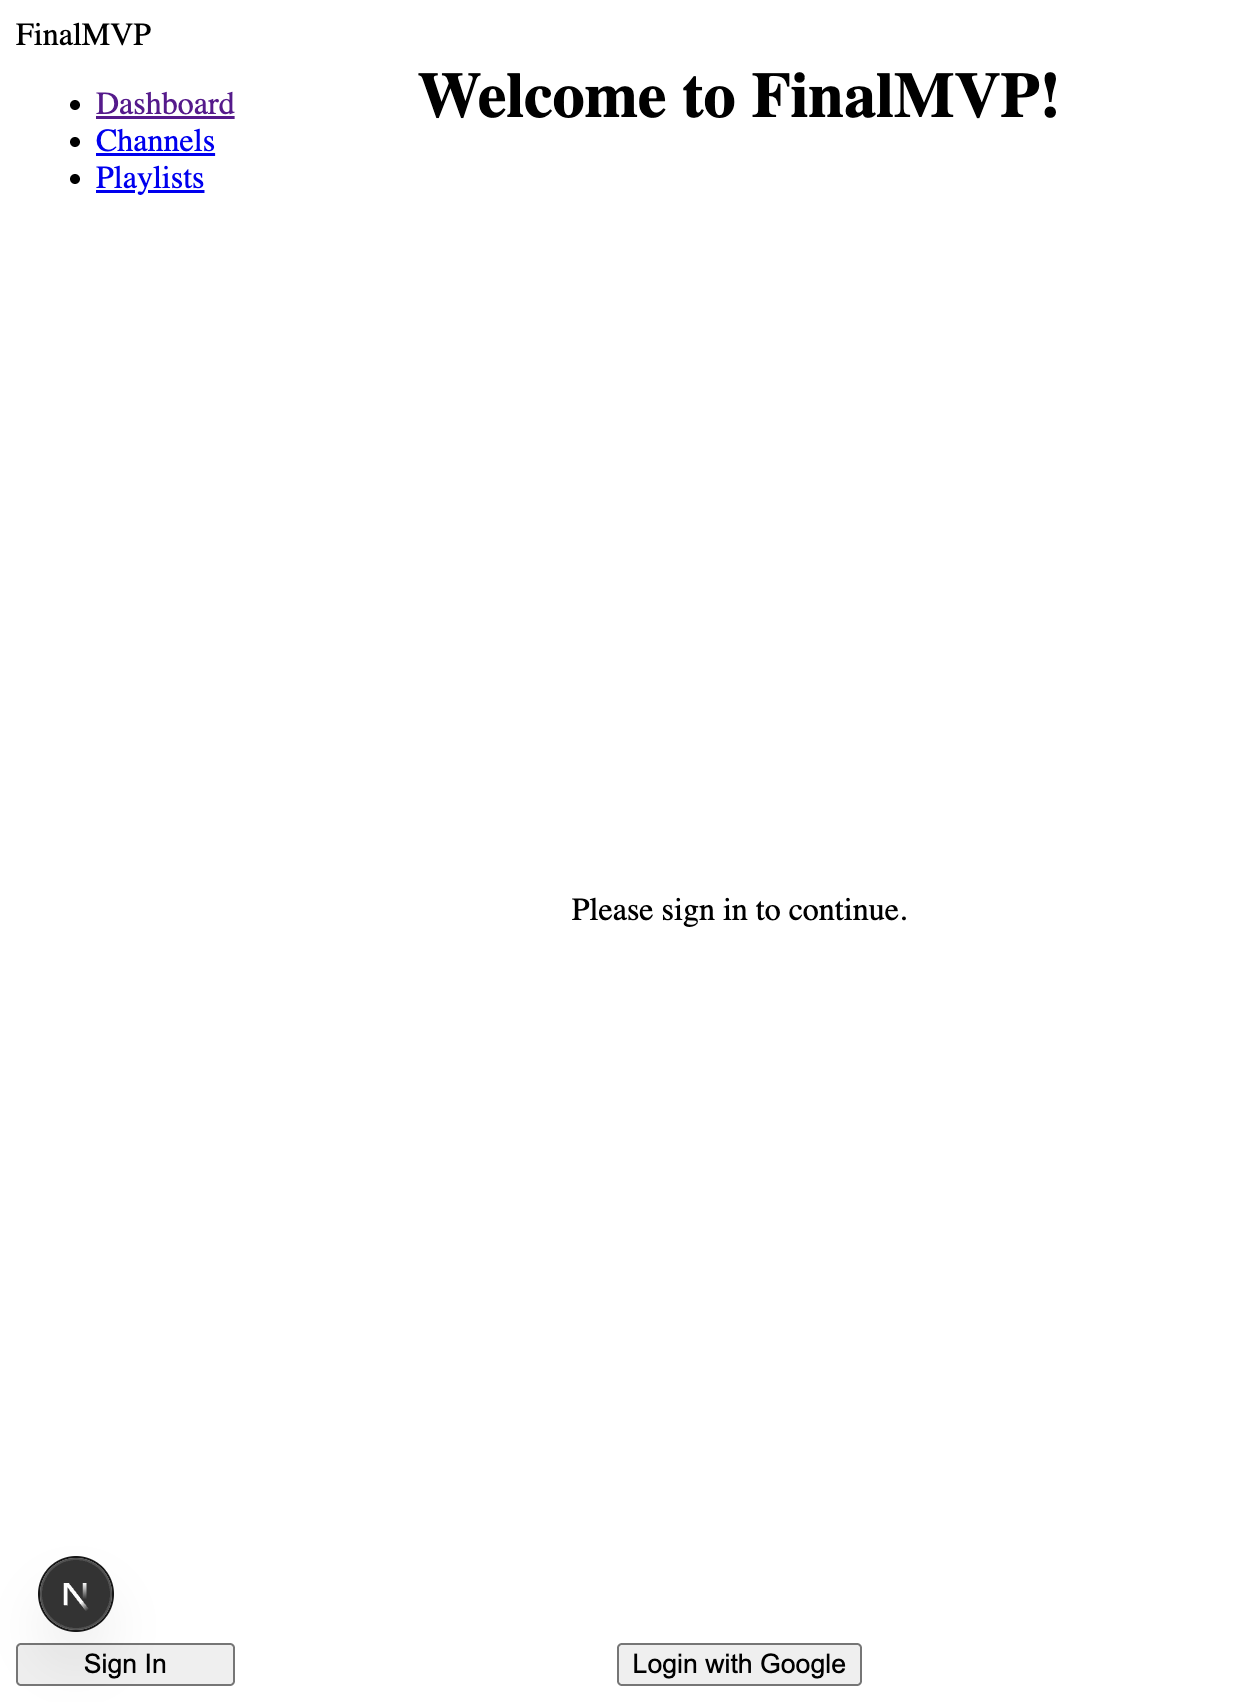 FinalMVP
Dashboard
Channels
Playlists
Welcome to FinalMVP!
Please sign in to continue.
N
Sign In
Login with Google